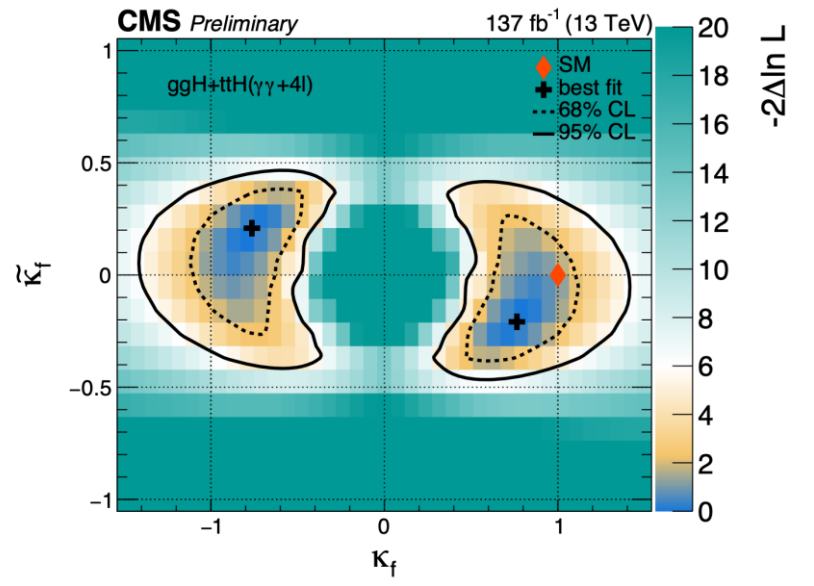 CMS Preliminary 137 fb⁻¹ (13 TeV)
ggH+ttH(γγ+4l)
SM
best fit
68% CL
95% CL
1
0.5
0
−0.5
−1
κ̃f
−1 0 1
κf
20
18
16
14
12
10
8
6
4
2
0
-2Δln L